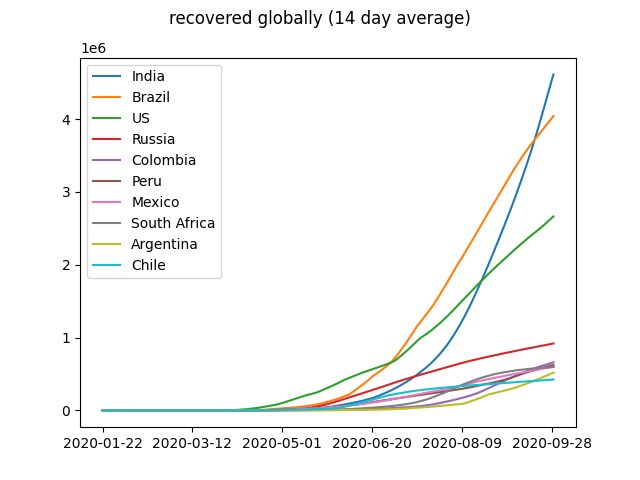 recovered globally (14 day average)
1e6
India
Brazil
US
Russia
Colombia
Peru
Mexico
South Africa
Argentina
Chile
4
3
2
1
0
2020-01-22 2020-03-12 2020-05-01 2020-06-20 2020-08-09 2020-09-28